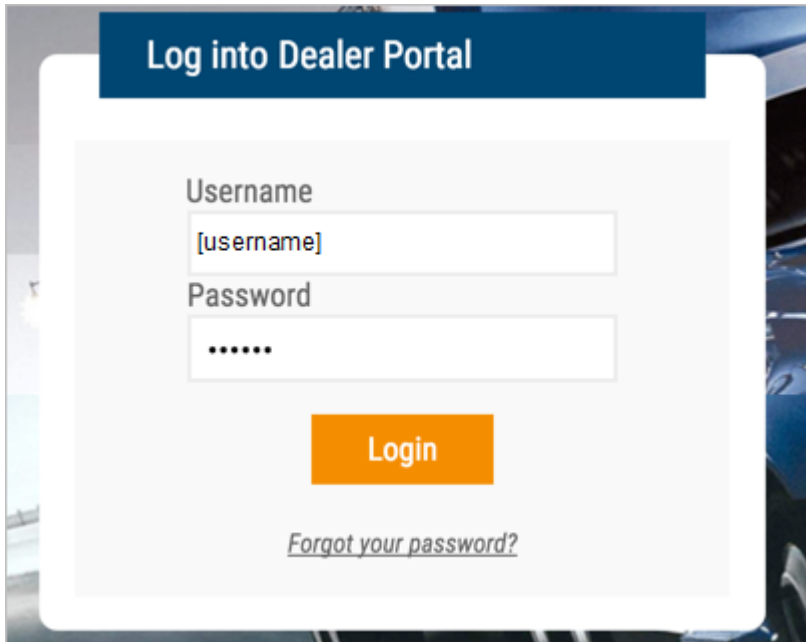 Log into Dealer Portal
Username
[username]
Password
••••••
Login
Forgot your password?